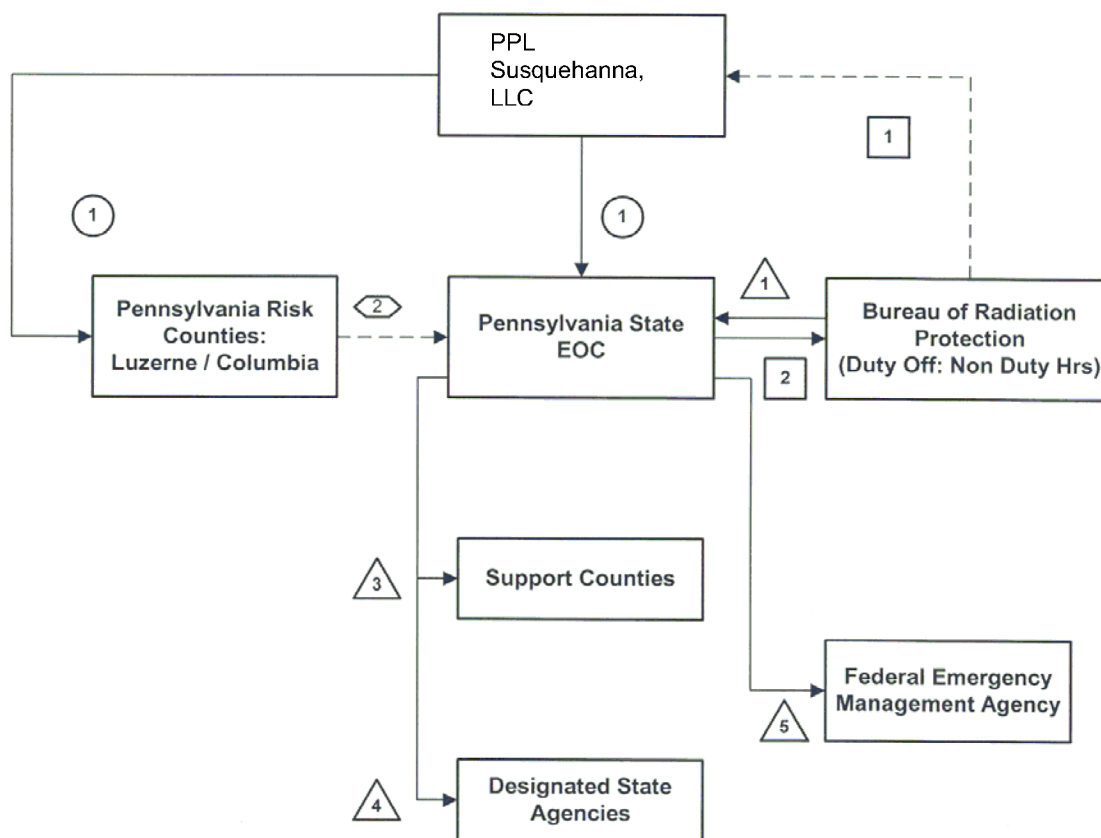 PPL
Susquehanna,
LLC
1
1
1
Pennsylvania Risk
Counties:
Luzerne / Columbia
2
Pennsylvania State
EOC
1
2
Bureau of Radiation
Protection
(Duty Off: Non Duty Hrs)
3
Support Counties
Federal Emergency
Management Agency
5
4
Designated State
Agencies